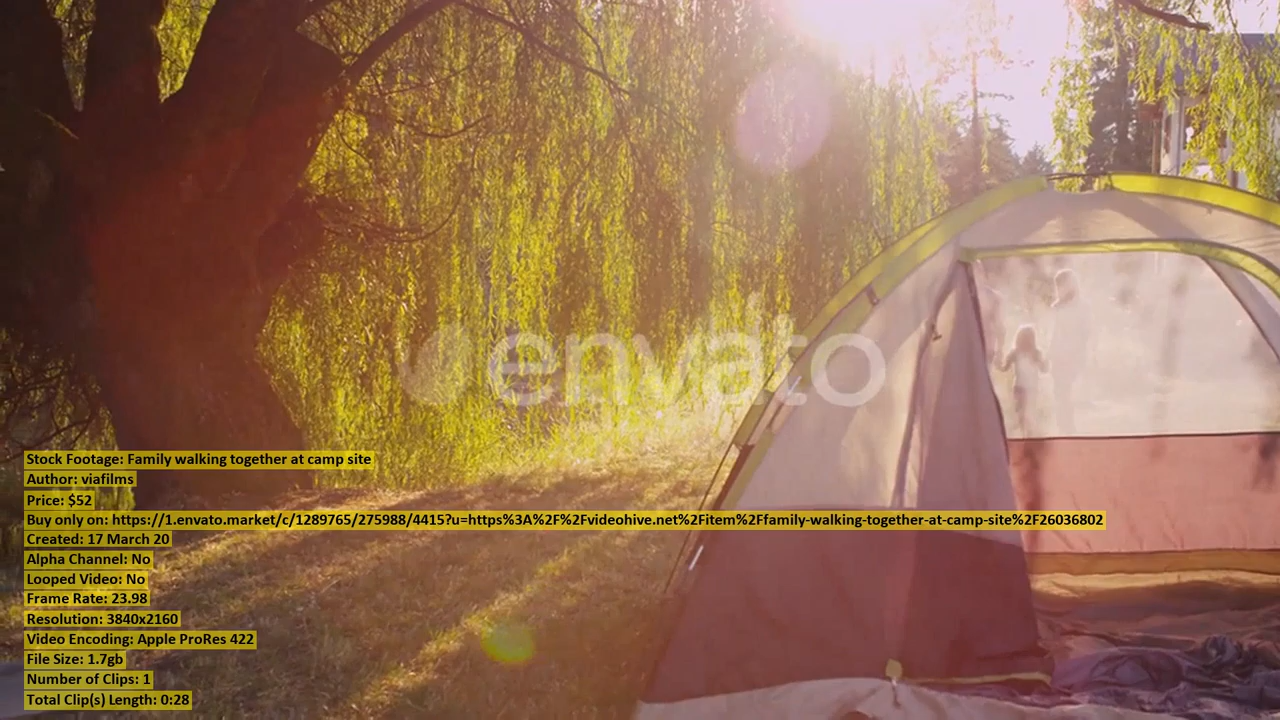 envato
Stock Footage: Family walking together at camp site
Author: viafilms
Price: $52
Buy only on: https://1.envato.market/c/1289765/275988/4415?u=https%3A%2F%2Fvideohive.net%2Fitem%2Ffamily-walking-together-at-camp-site%2F26036802
Created: 17 March 20
Alpha Channel: No
Looped Video: No
Frame Rate: 23.98
Resolution: 3840x2160
Video Encoding: Apple ProRes 422
File Size: 1.7gb
Number of Clips: 1
Total Clip(s) Length: 0:28